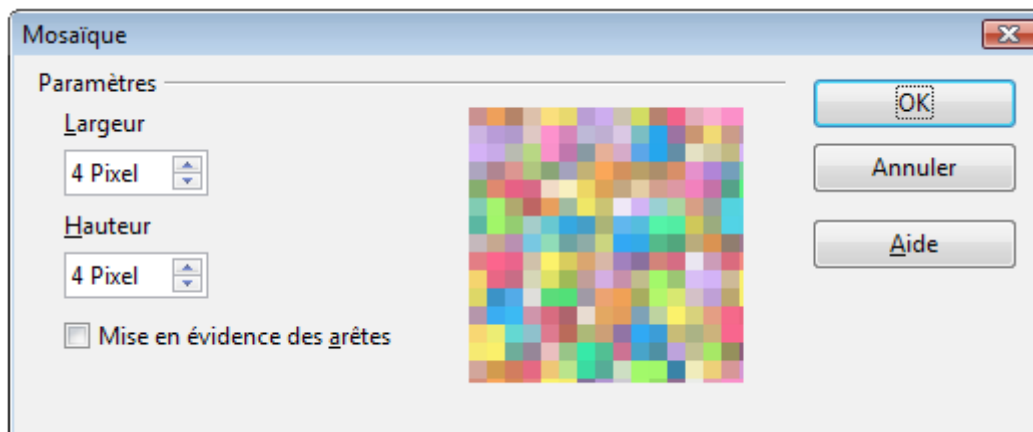 Mosaïque
Paramètres
Largeur
4 Pixel
Hauteur
4 Pixel
Mise en évidence des arêtes
OK
Annuler
Aide